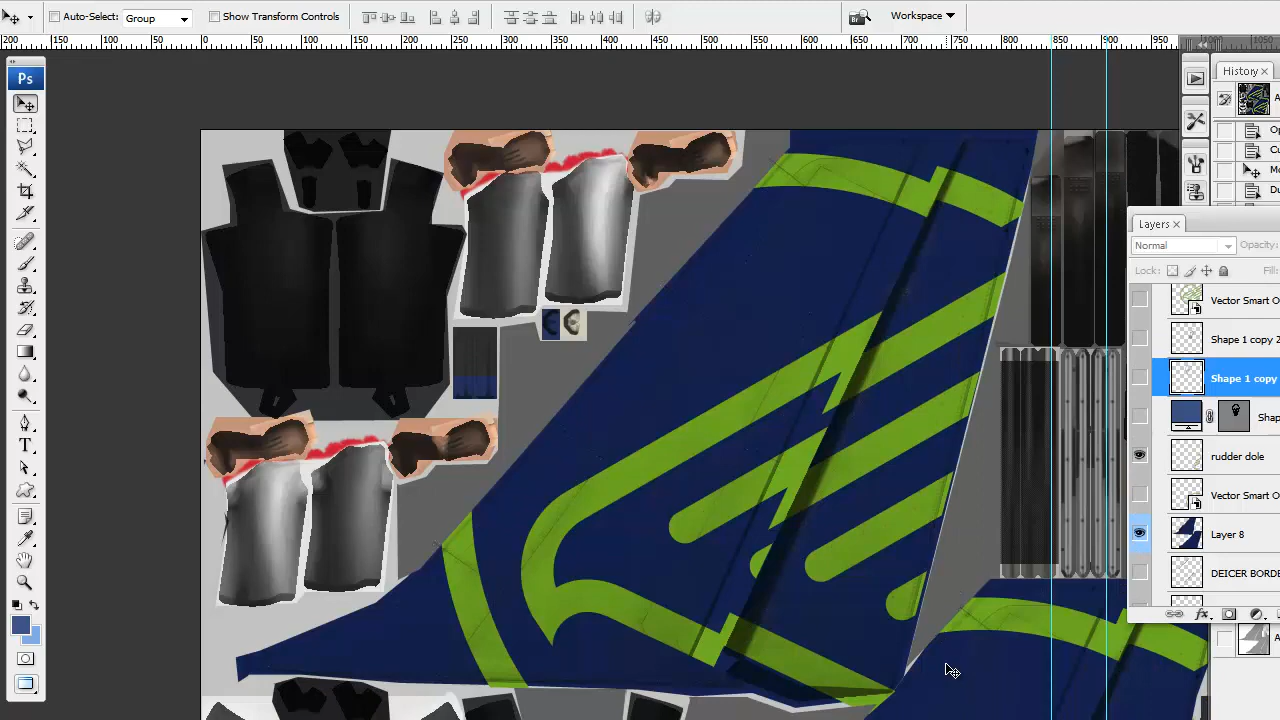 Auto-Select: Group Show Transform Controls Workspace
200 150 100 50 0 50 100 150 200 250 300 350 400 450 500 550 600 650 700 750 800 850 900 950
Ps
History
Layers
Normal Opacity:
Lock: Fill:
Vector Smart O
Shape 1 copy 2
Shape 1 copy
Shap
rudder dole
Vector Smart O
Layer 8
DEICER BORDE